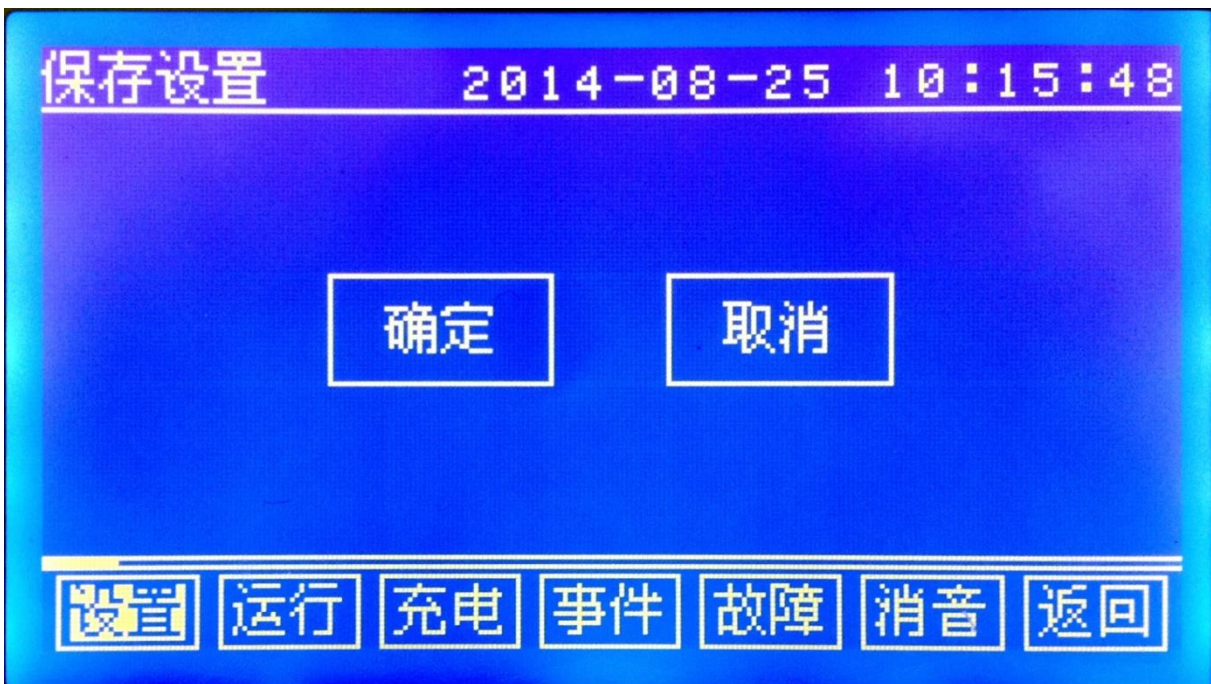 保存设置 2014-08-25 10:15:48
确定 取消
设置 运行 充电 事件 故障 消音 返回